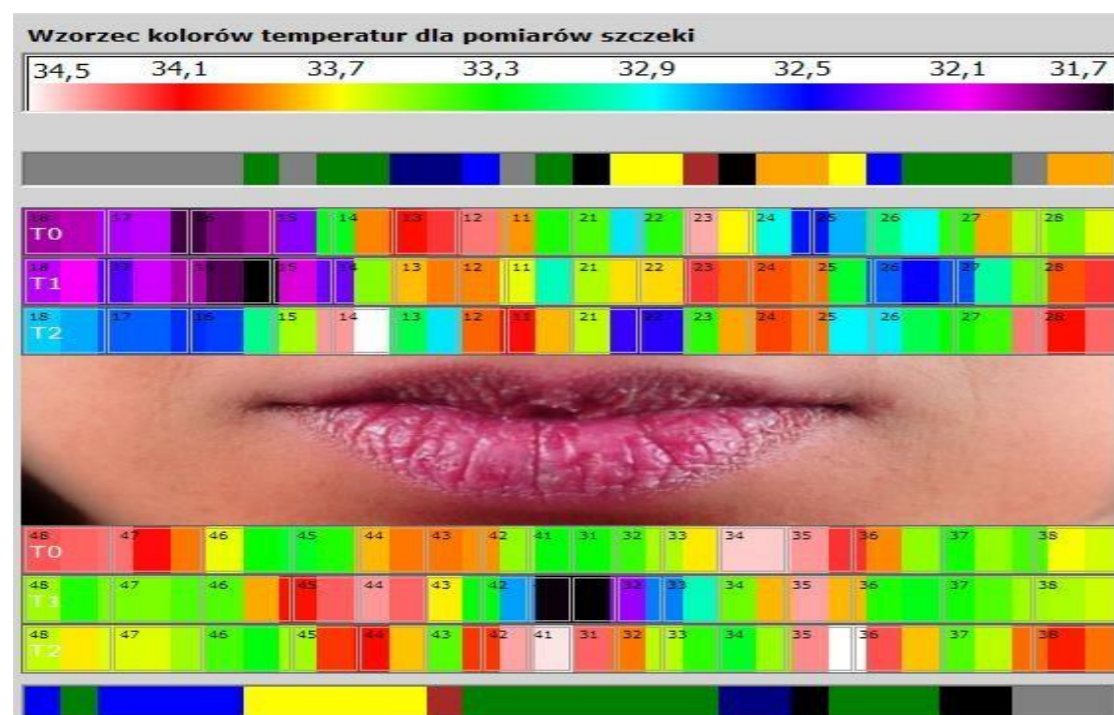 Wzorzec kolorów temperatur dla pomiarów szczeki
34,5 34,1 33,7 33,3 32,9 32,5 32,1 31,7
18 17 16 15 14 13 12 11 21 22 23 24 25 26 27 28
T0
18 17 15 14 13 12 11 21 22 23 24 25 26 27 28
T1
18 17 16 15 14 13 12 11 21 22 23 24 25 26 27 28
T2
48 47 46 45 44 43 42 41 31 32 33 34 35 36 37 38
T0
48 47 46 45 44 43 42 32 33 34 35 36 37 38
48 47 46 45 44 43 42 41 31 32 33 34 35 36 37 38
T2